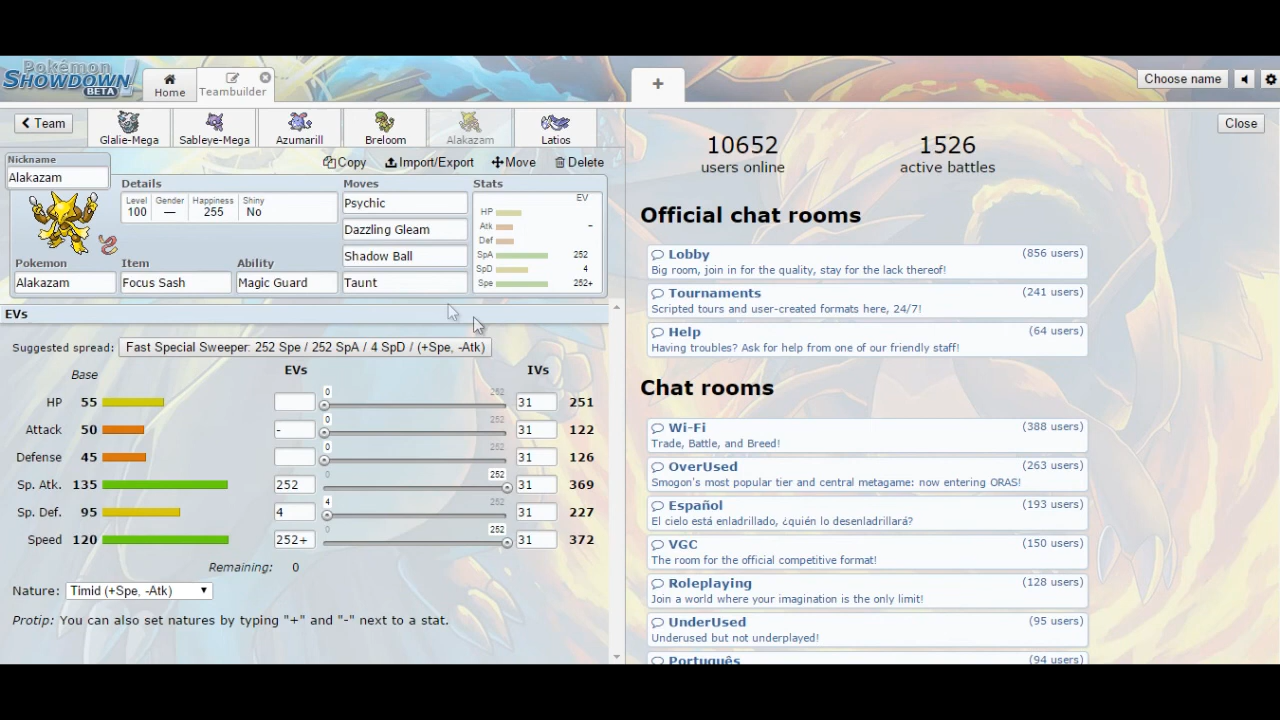 Pokémon
SHOWDOWN
BETA
Home
Teambuilder
+
Choose name
Team
Glalie-Mega
Sableye-Mega
Azumarill
Breloom
Alakazam
Latios
Close
Nickname
Alakazam
Copy
Import/Export
Move
Delete
Details
Level 100
Gender —
Happiness 255
Shiny No
Moves
Psychic
Dazzling Gleam
Shadow Ball
Taunt
Stats
EV
HP
Atk -
Def
SpA 252
SpD 4
Spe 252+
Pokemon
Alakazam
Item
Focus Sash
Ability
Magic Guard
EVs
Suggested spread: Fast Special Sweeper: 252 Spe / 252 SpA / 4 SpD / (+Spe, -Atk)
Base EVs IVs
HP 55 0 252 31 251
Attack 50 - 0 252 31 122
Defense 45 0 252 31 126
Sp. Atk. 135 252 0 252 31 369
Sp. Def. 95 4 4 252 31 227
Speed 120 252+ 0 252 31 372
Remaining: 0
Nature: Timid (+Spe, -Atk)
Protip: You can also set natures by typing "+" and "-" next to a stat.
10652 1526
users online active battles
Official chat rooms
Lobby (856 users)
Big room, join in for the quality, stay for the lack thereof!
Tournaments (241 users)
Scripted tours and user-created formats here, 24/7!
Help (64 users)
Having troubles? Ask for help from one of our friendly staff!
Chat rooms
Wi-Fi (388 users)
Trade, Battle, and Breed!
OverUsed (263 users)
Smogon's most popular tier and central metagame: now entering ORAS!
Español (193 users)
El cielo está enladrillado, ¿quién lo desenladrillará?
VGC (150 users)
The room for the official competitive format!
Roleplaying (128 users)
Join a world where your imagination is the only limit!
UnderUsed (95 users)
Underused but not underplayed!
Português (94 users)